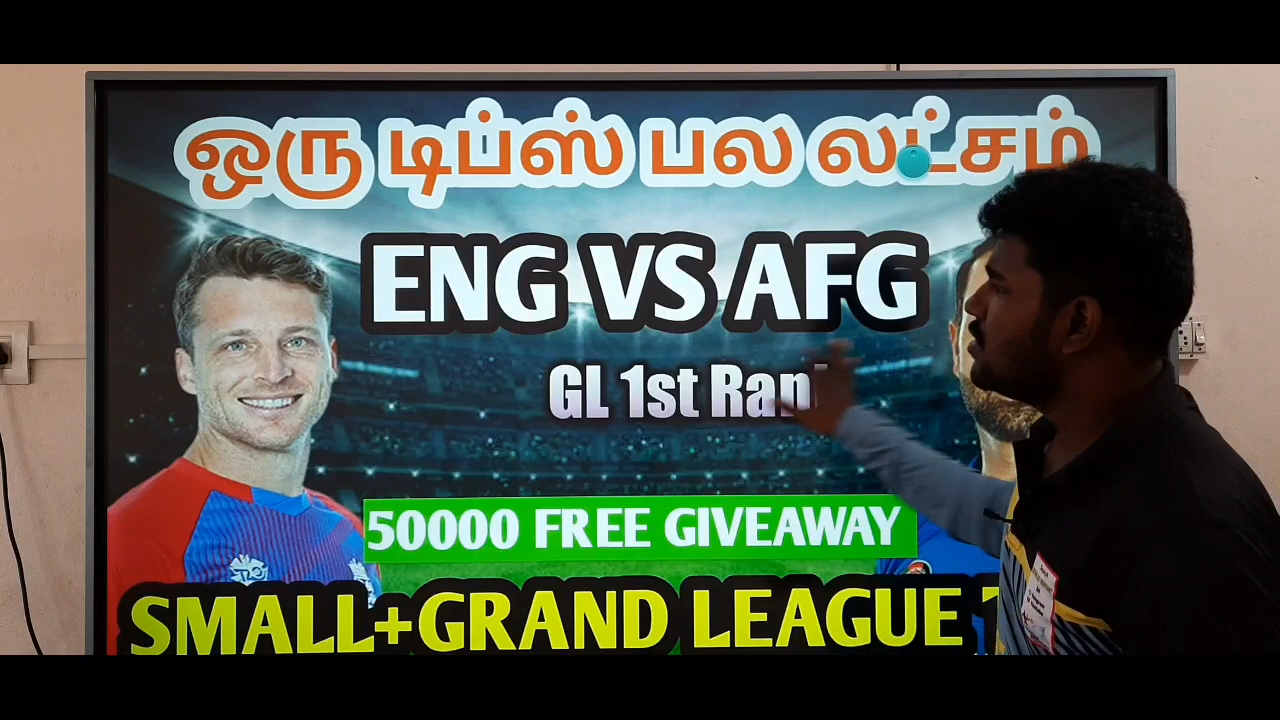 ஒரு டிப்ஸ் பல லட்சம்
ENG VS AFG
GL 1st
50000 FREE GIVEAWAY
SMALL+GRAND LEAGUE